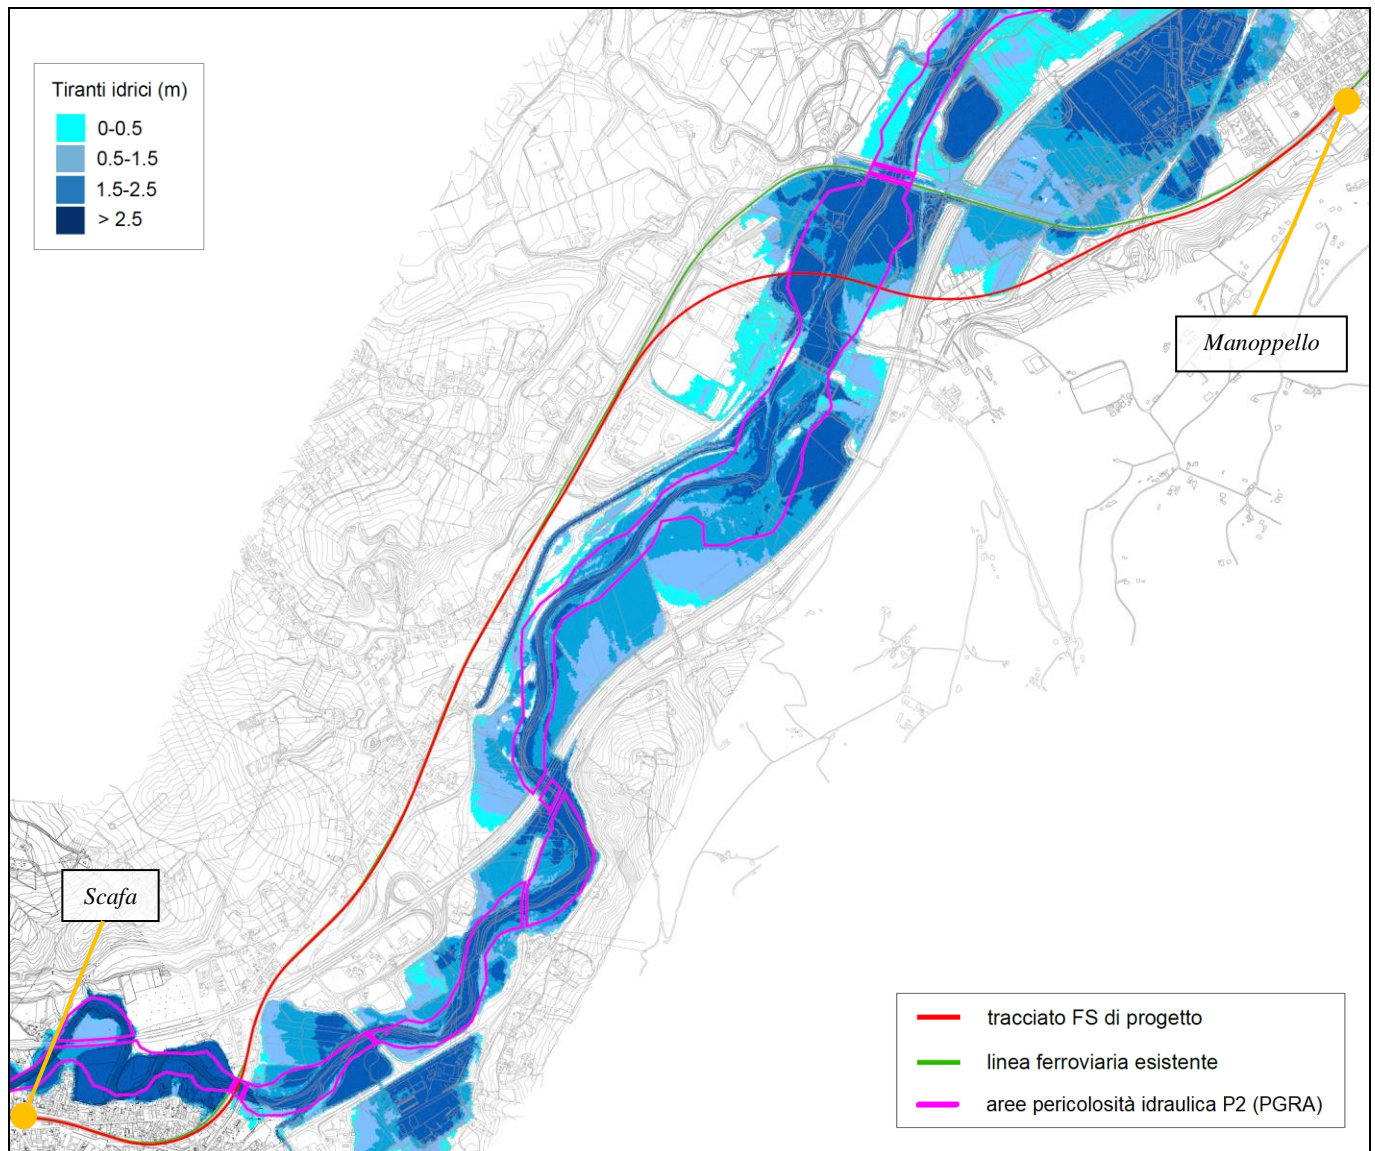 Tiranti idrici (m)
0-0.5
0.5-1.5
1.5-2.5
> 2.5
Manoppello
Scafa
tracciato FS di progetto
linea ferroviaria esistente
aree pericolosità idraulica P2 (PGRA)